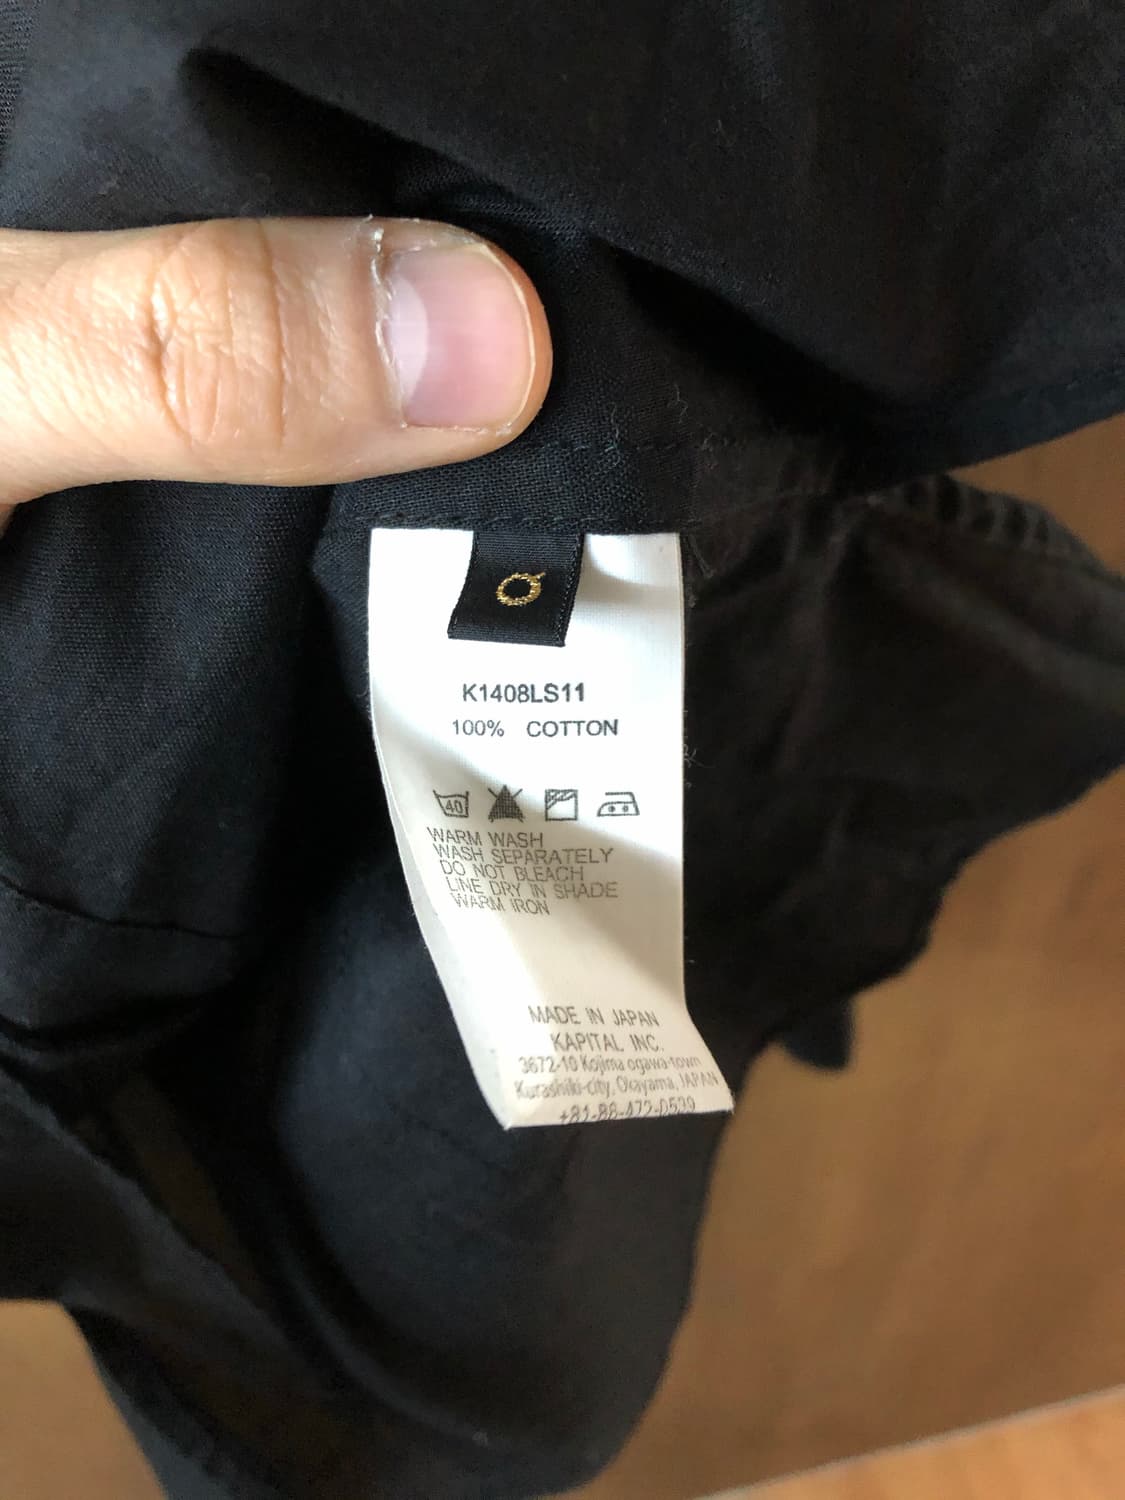 K1408LS11
100% COTTON
40
WARM WASH
WASH SEPARATELY
DO NOT BLEACH
LINE DRY IN SHADE
WARM IRON
MADE IN JAPAN
KAPITAL INC.
3672-10 Kojima ogawa-town
Kurashiki-city, Okayama, JAPAN